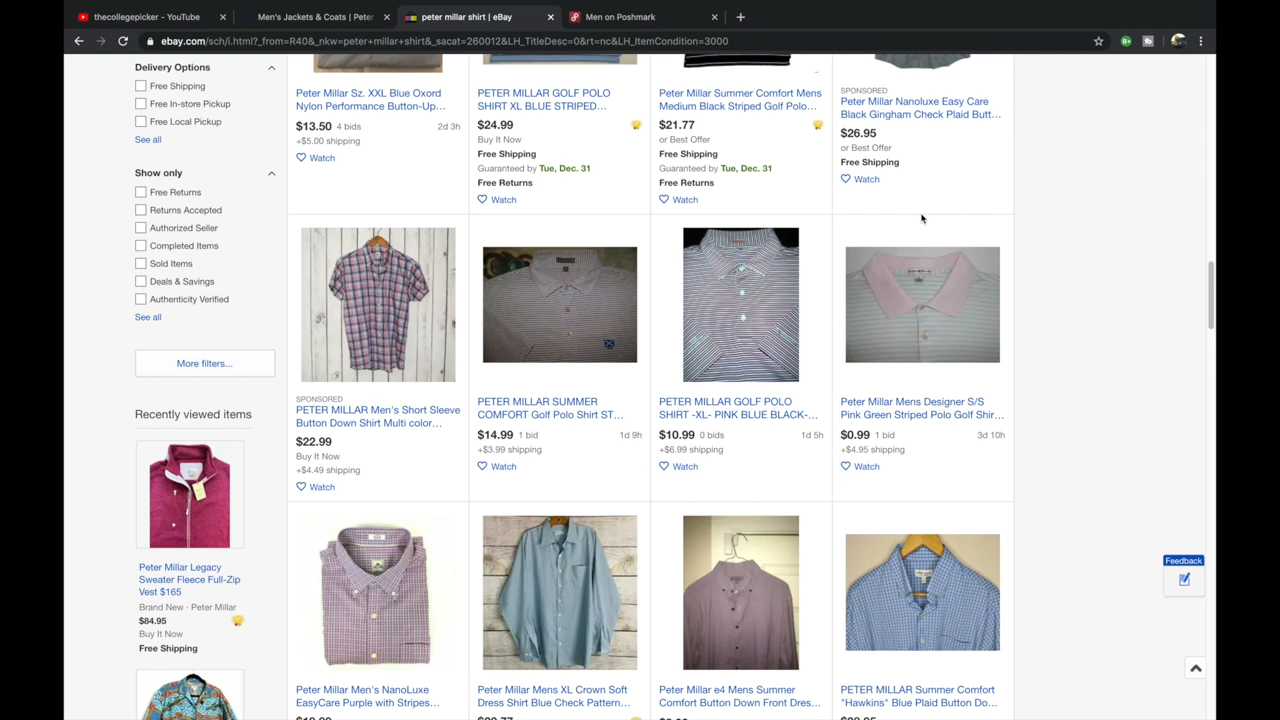 thecollegepicker - YouTube
Men's Jackets & Coats | Peter
peter millar shirt | eBay
Men on Poshmark
ebay.com/sch/i.html?_from=R40&_nkw=peter+millar+shirt&_sacat=260012&LH_TitleDesc=0&rt=nc&LH_ItemCondition=3000
Delivery Options
Free Shipping
Free In-store Pickup
Free Local Pickup
See all
Show only
Free Returns
Returns Accepted
Authorized Seller
Completed Items
Sold Items
Deals & Savings
Authenticity Verified
See all
More filters...
Recently viewed items
Peter Millar Legacy
Sweater Fleece Full-Zip
Vest $165
Brand New · Peter Millar
$84.95
Buy It Now
Free Shipping
Peter Millar Sz. XXL Blue Oxord
Nylon Performance Button-Up...
$13.50 4 bids 2d 3h
+$5.00 shipping
Watch
PETER MILLAR GOLF POLO
SHIRT XL BLUE STRIPED...
$24.99
Buy It Now
Free Shipping
Guaranteed by Tue, Dec. 31
Free Returns
Watch
Peter Millar Summer Comfort Mens
Medium Black Striped Golf Polo...
$21.77
or Best Offer
Free Shipping
Guaranteed by Tue, Dec. 31
Free Returns
Watch
SPONSORED
Peter Millar Nanoluxe Easy Care
Black Gingham Check Plaid Butt...
$26.95
or Best Offer
Free Shipping
Watch
SPONSORED
PETER MILLAR Men's Short Sleeve
Button Down Shirt Multi color...
$22.99
Buy It Now
+$4.49 shipping
Watch
PETER MILLAR SUMMER
COMFORT Golf Polo Shirt ST...
$14.99 1 bid 1d 9h
+$3.99 shipping
Watch
PETER MILLAR GOLF POLO
SHIRT -XL- PINK BLUE BLACK-...
$10.99 0 bids 1d 5h
+$6.99 shipping
Watch
Peter Millar Mens Designer S/S
Pink Green Striped Polo Golf Shir...
$0.99 1 bid 3d 10h
+$4.95 shipping
Watch
Peter Millar Men's NanoLuxe
EasyCare Purple with Stripes...
Peter Millar Mens XL Crown Soft
Dress Shirt Blue Check Pattern...
Peter Millar e4 Mens Summer
Comfort Button Down Front Dres...
PETER MILLAR Summer Comfort
"Hawkins" Blue Plaid Button Do...
Feedback